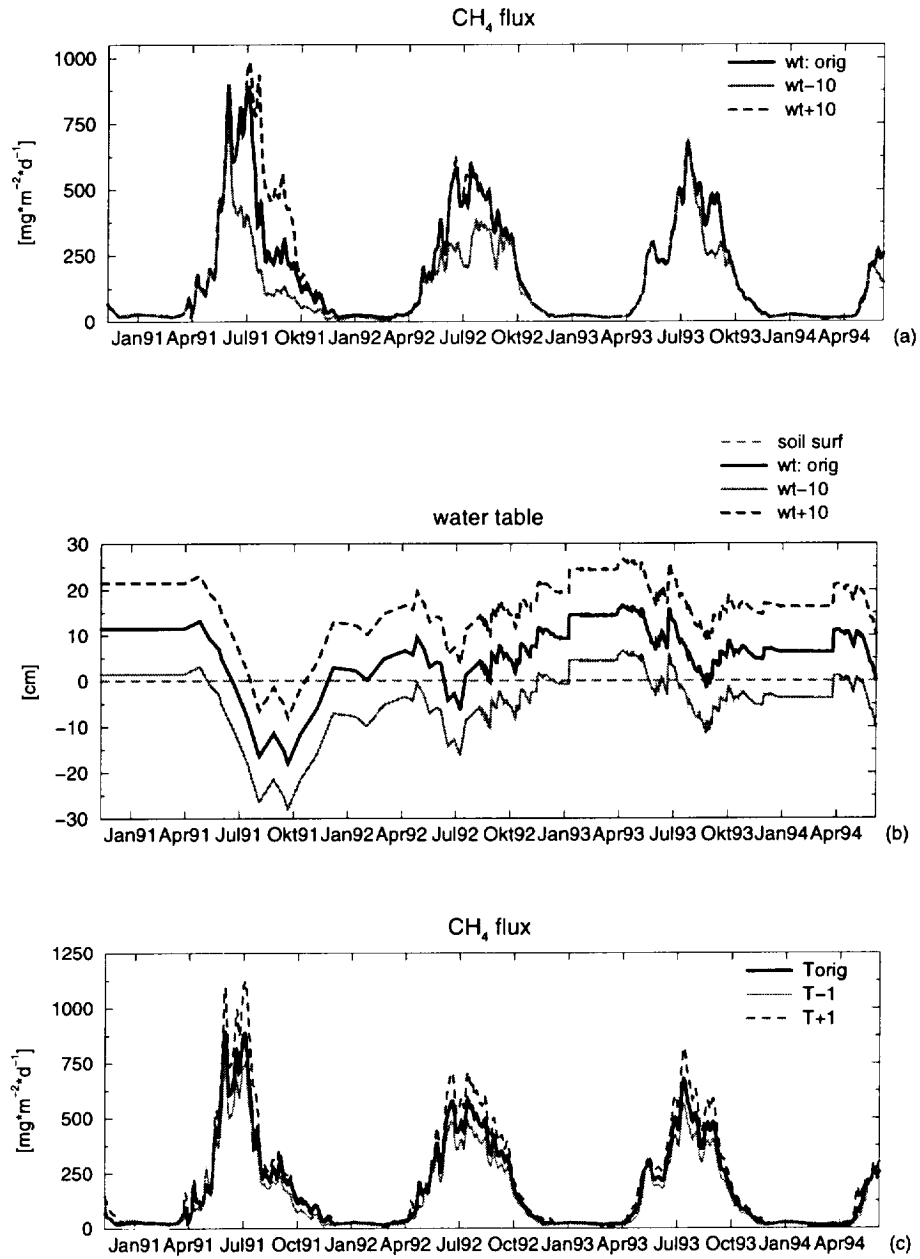 CH4 flux
1000
750
500
250
0
[mg*m−2*d−1]
wt: orig
wt−10
wt+10
Jan91 Apr91 Jul91 Okt91 Jan92 Apr92 Jul92 Okt92 Jan93 Apr93 Jul93 Okt93 Jan94 Apr94
(a)
soil surf
wt: orig
wt−10
wt+10
water table
30
20
10
0
−10
−20
−30
[cm]
Jan91 Apr91 Jul91 Okt91 Jan92 Apr92 Jul92 Okt92 Jan93 Apr93 Jul93 Okt93 Jan94 Apr94
(b)
CH4 flux
1250
1000
750
500
250
0
[mg*m−2*d−1]
Torig
T−1
T+1
Jan91 Apr91 Jul91 Okt91 Jan92 Apr92 Jul92 Okt92 Jan93 Apr93 Jul93 Okt93 Jan94 Apr94
(c)